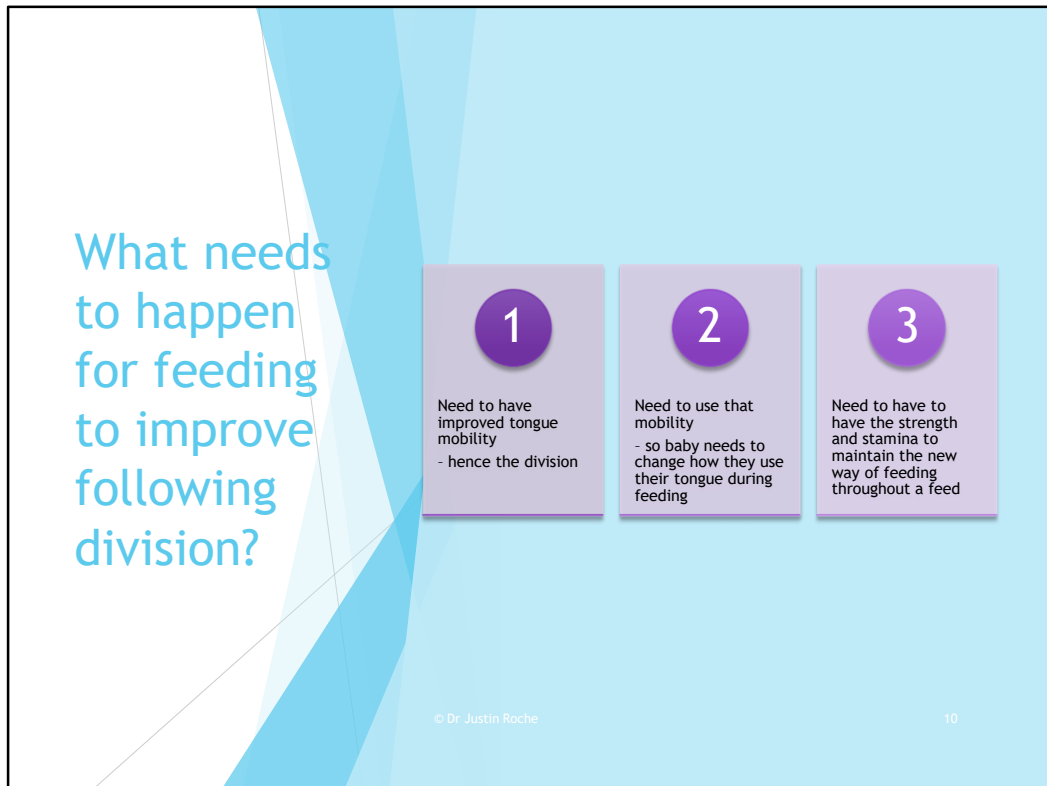 What needs
to happen
for feeding
to improve
following
division?
1
Need to have
improved tongue
mobility
- hence the division
2
Need to use that
mobility
- so baby needs to
change how they use
their tongue during
feeding
3
Need to have to
have the strength
and stamina to
maintain the new
way of feeding
throughout a feed
© Dr Justin Roche
10